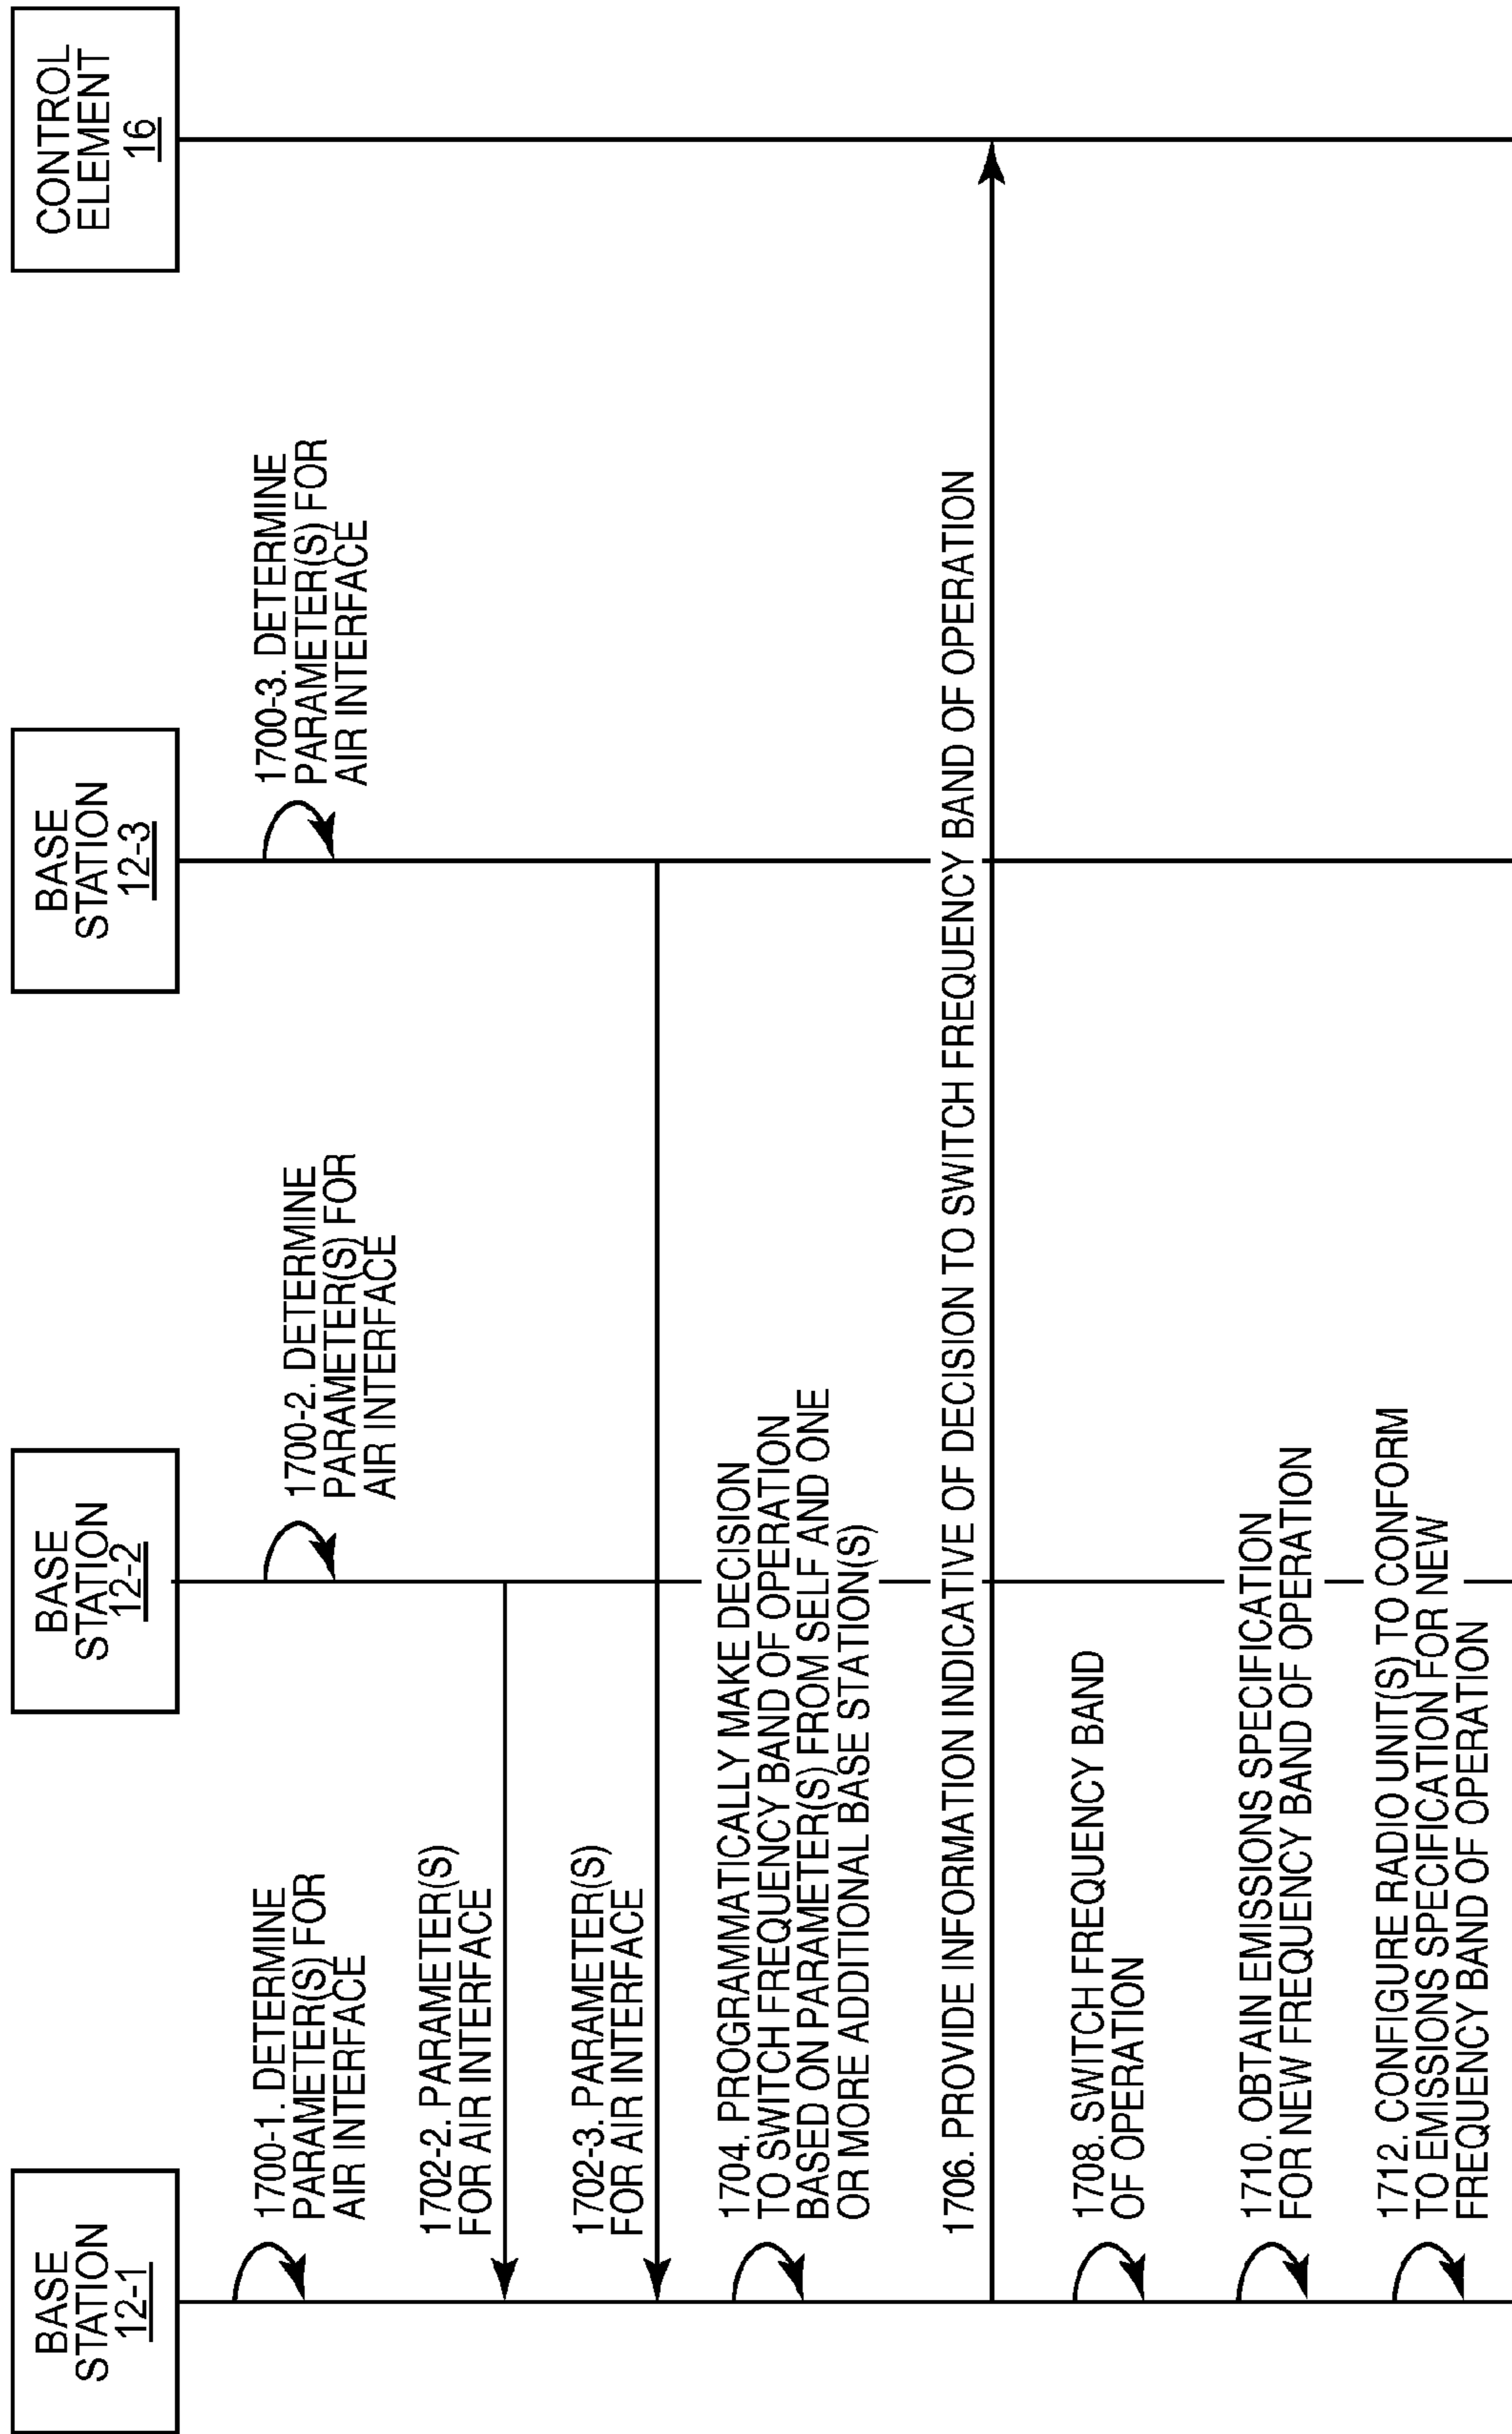 BASE
STATION
12-1
BASE
STATION
12-2
BASE
STATION
12-3
CONTROL
ELEMENT
16
1700-1. DETERMINE
PARAMETER(S) FOR
AIR INTERFACE
1700-2. DETERMINE
PARAMETER(S) FOR
AIR INTERFACE
1700-3. DETERMINE
PARAMETER(S) FOR
AIR INTERFACE
1702-2. PARAMETER(S)
FOR AIR INTERFACE
1702-3. PARAMETER(S)
FOR AIR INTERFACE
1704. PROGRAMMATICALLY MAKE DECISION
TO SWITCH FREQUENCY BAND OF OPERATION
BASED ON PARAMETER(S) FROM SELF AND ONE
OR MORE ADDITIONAL BASE STATION(S)
1706. PROVIDE INFORMATION INDICATIVE OF DECISION TO SWITCH FREQUENCY BAND OF OPERATION
1708. SWITCH FREQUENCY BAND
OF OPERATION
1710. OBTAIN EMISSIONS SPECIFICATION
FOR NEW FREQUENCY BAND OF OPERATION
1712. CONFIGURE RADIO UNIT(S) TO CONFORM
TO EMISSIONS SPECIFICATION FOR NEW
FREQUENCY BAND OF OPERATION